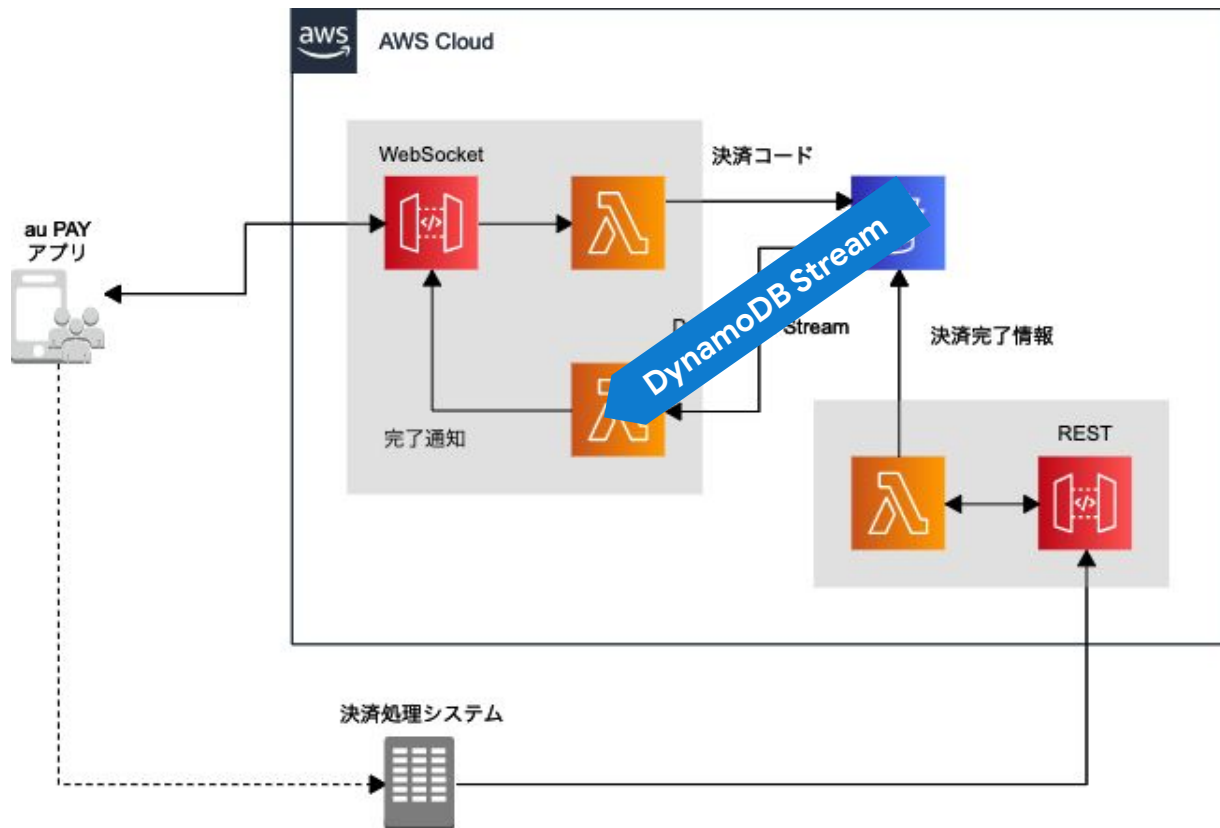 aws
AWS Cloud
WebSocket
決済コード
au PAY
アプリ
DynamoDB Stream
D
Stream
決済完了情報
完了通知
REST
決済処理システム